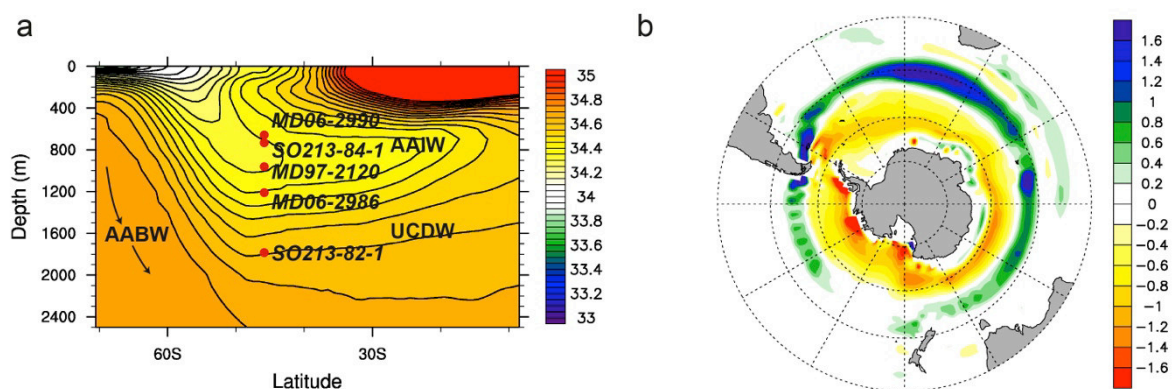 a
0
400
800
1200
1600
2000
2400
Depth (m)
MD06-2990
SO213-84-1
AAIW
MD97-2120
MD06-2986
AABW
UCDW
SO213-82-1
60S
30S
Latitude
35
34.8
34.6
34.4
34.2
34
33.8
33.6
33.4
33.2
33
b
1.6
1.4
1.2
1
0.8
0.6
0.4
0.2
0
−0.2
−0.4
−0.6
−0.8
−1
−1.2
−1.4
−1.6